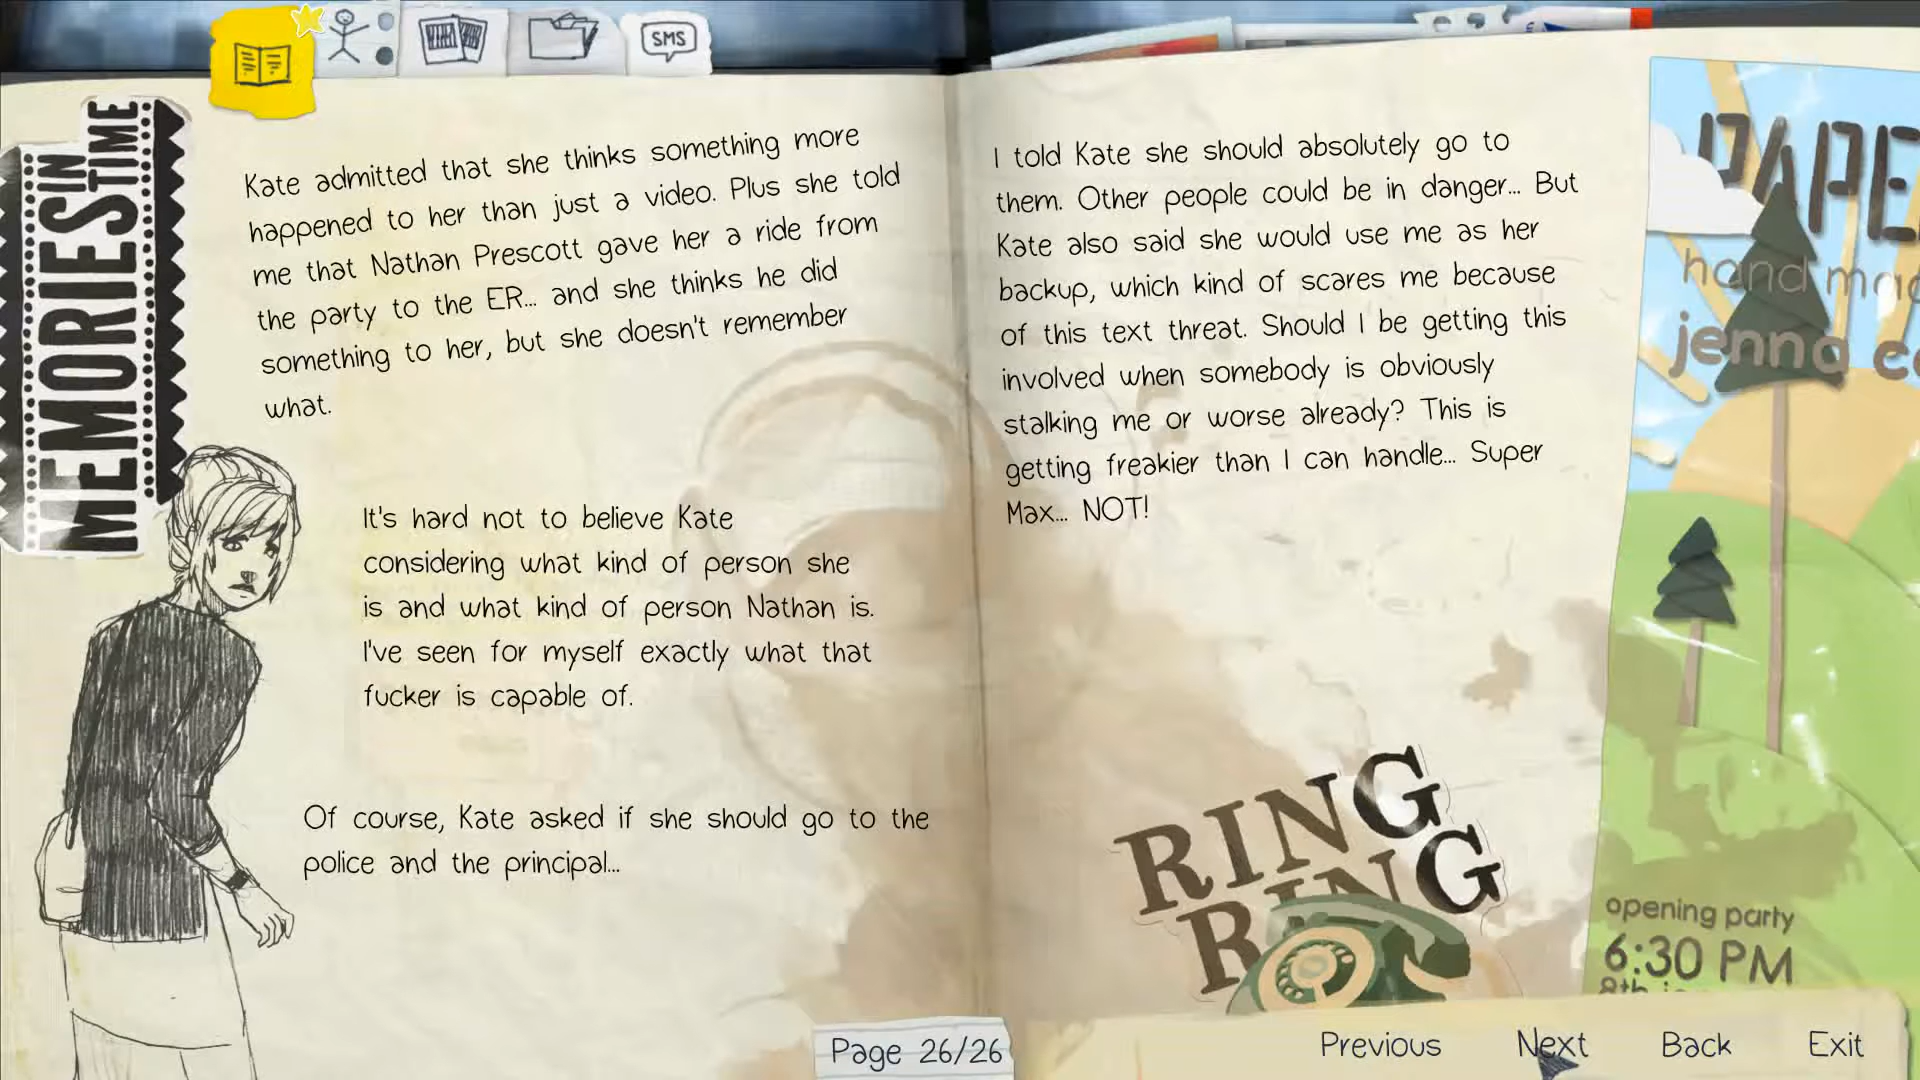 SMS
MEMORIES IN TIME
Kate admitted that she thinks something more
happened to her than just a video. Plus she told
me that Nathan Prescott gave her a ride from
the party to the ER... and she thinks he did
something to her, but she doesn't remember
what.
It's hard not to believe Kate
considering what kind of person she
is and what kind of person Nathan is.
I've seen for myself exactly what that
fucker is capable of.
Of course, Kate asked if she should go to the
police and the principal...
I told Kate she should absolutely go to
them. Other people could be in danger... But
Kate also said she would use me as her
backup, which kind of scares me because
of this text threat. Should I be getting this
involved when somebody is obviously
stalking me or worse already? This is
getting freakier than I can handle... Super
Max... NOT!
RING
RING
PAPE
hand mad
jenna c
opening party
6:30 PM
8th
Page 26/26
Previous Next Back Exit